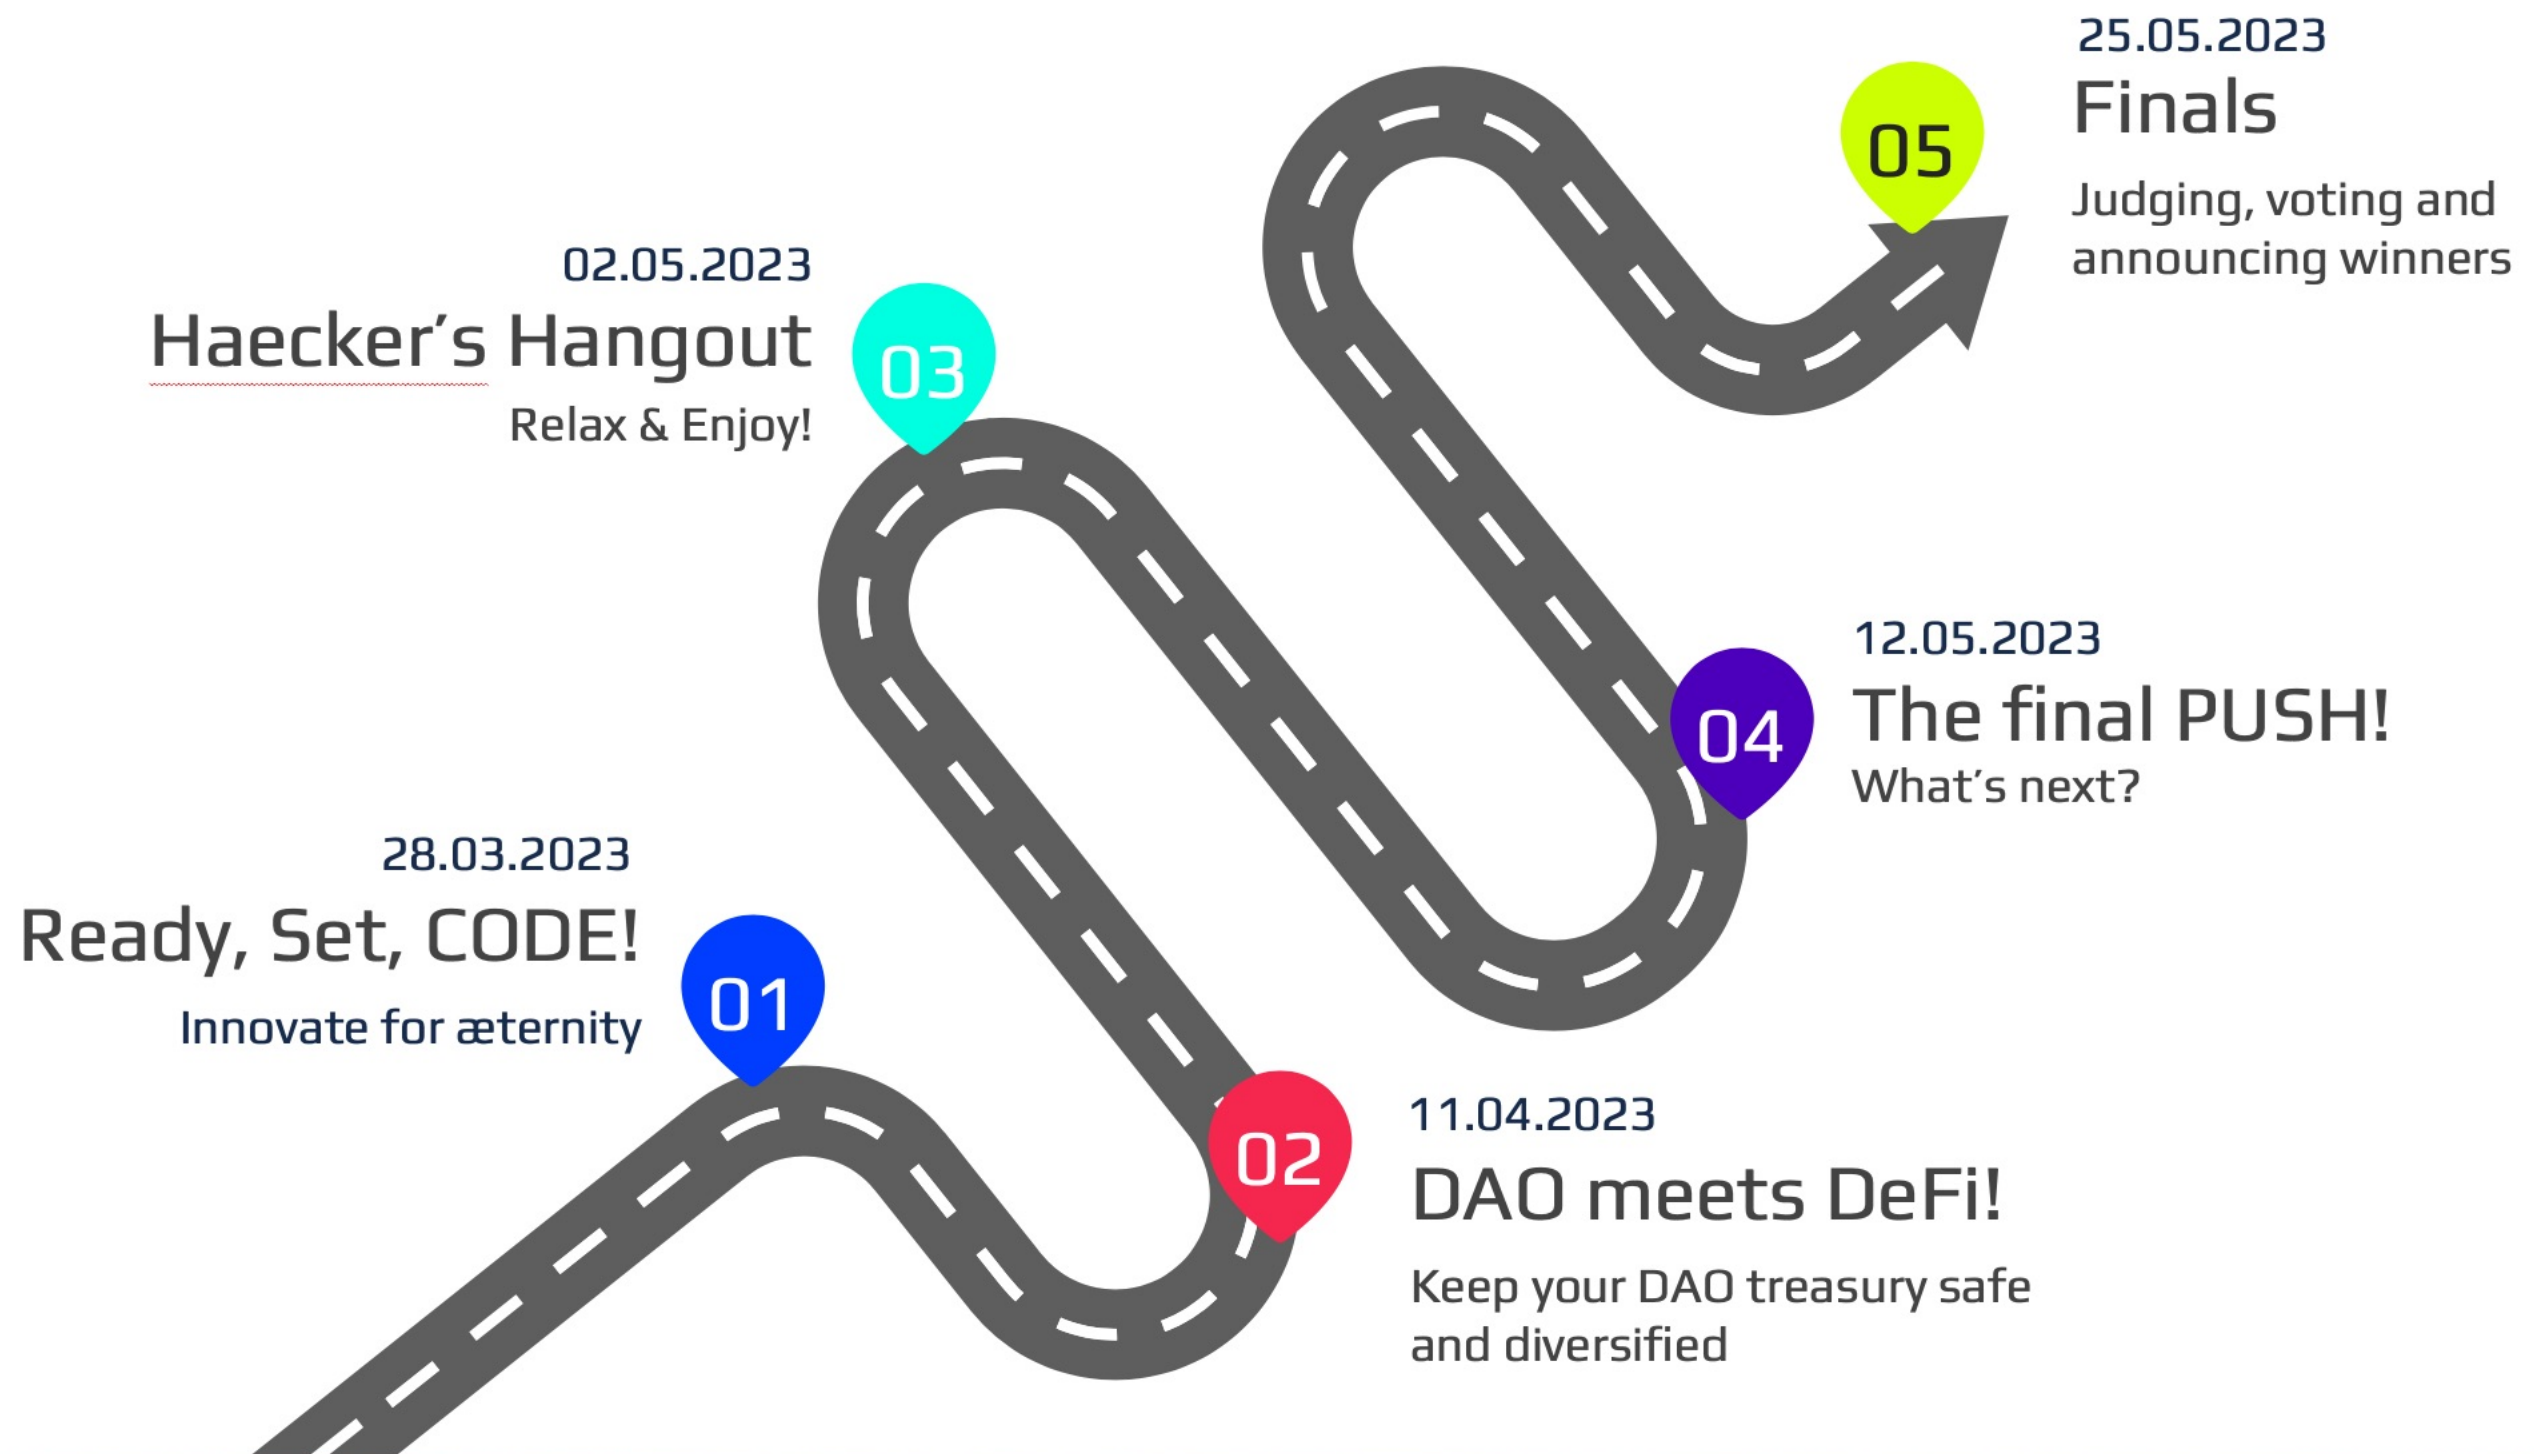 25.05.2023
Finals
Judging, voting and
announcing winners
05
02.05.2023
Haecker’s Hangout
Relax & Enjoy!
03
12.05.2023
The final PUSH!
What’s next?
04
28.03.2023
Ready, Set, CODE!
Innovate for æternity
01
11.04.2023
DAO meets DeFi!
Keep your DAO treasury safe
and diversified
02